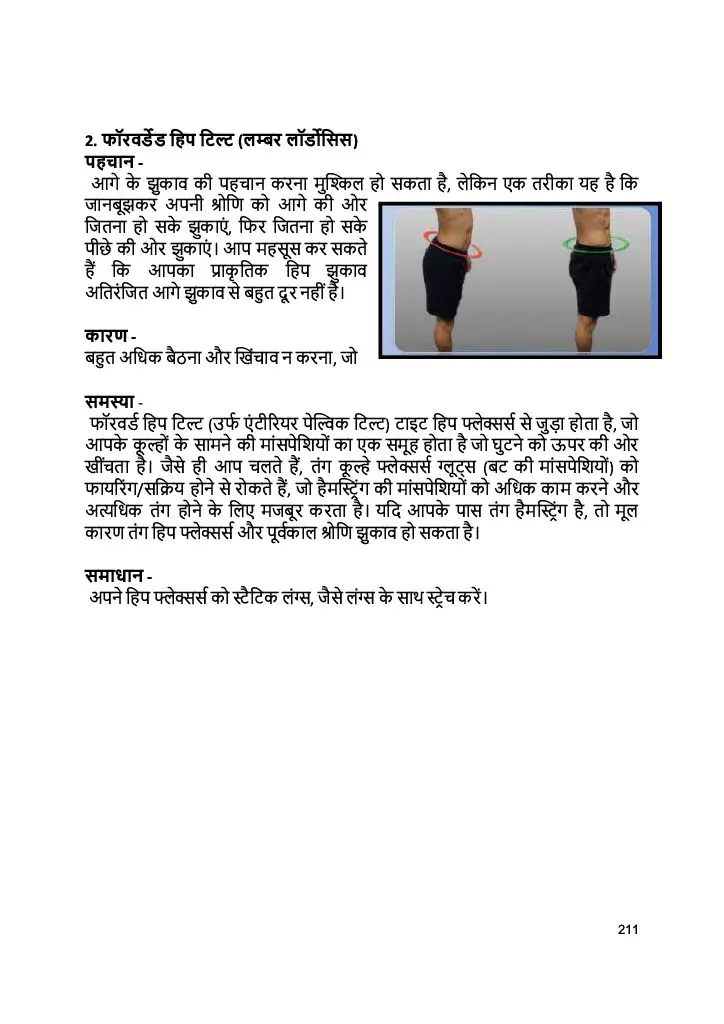 2. फॉरवर्डेड हिप टिल्ट (लम्बर लॉर्डोसिस)
पहचान -
आगे के झुकाव की पहचान करना मुश्किल हो सकता है, लेकिन एक तरीका यह है कि
जानबूझकर अपनी श्रोणि को आगे की ओर
जितना हो सके झुकाएं, फिर जितना हो सके
पीछे की ओर झुकाएं। आप महसूस कर सकते
हैं कि आपका प्राकृतिक हिप झुकाव
अतिरंजित आगे झुकाव से बहुत दूर नहीं है।
कारण -
बहुत अधिक बैठना और खिंचाव न करना, जो
समस्या -
फॉरवर्ड हिप टिल्ट (उर्फ एंटीरियर पेल्विक टिल्ट) टाइट हिप फ्लेक्सर्स से जुड़ा होता है, जो
आपके कूल्हों के सामने की मांसपेशियों का एक समूह होता है जो घुटने को ऊपर की ओर
खींचता है। जैसे ही आप चलते हैं, तंग कूल्हे फ्लेक्सर्स ग्लूट्स (बट की मांसपेशियों) को
फायरिंग/सक्रिय होने से रोकते हैं, जो हैमस्ट्रिंग की मांसपेशियों को अधिक काम करने और
अत्यधिक तंग होने के लिए मजबूर करता है। यदि आपके पास तंग हैमस्ट्रिंग है, तो मूल
कारण तंग हिप फ्लेक्सर्स और पूर्वकाल श्रोणि झुकाव हो सकता है।
समाधान -
अपने हिप फ्लेक्सर्स को स्टैटिक लंग्स, जैसे लंग्स के साथ स्ट्रेच करें।
211